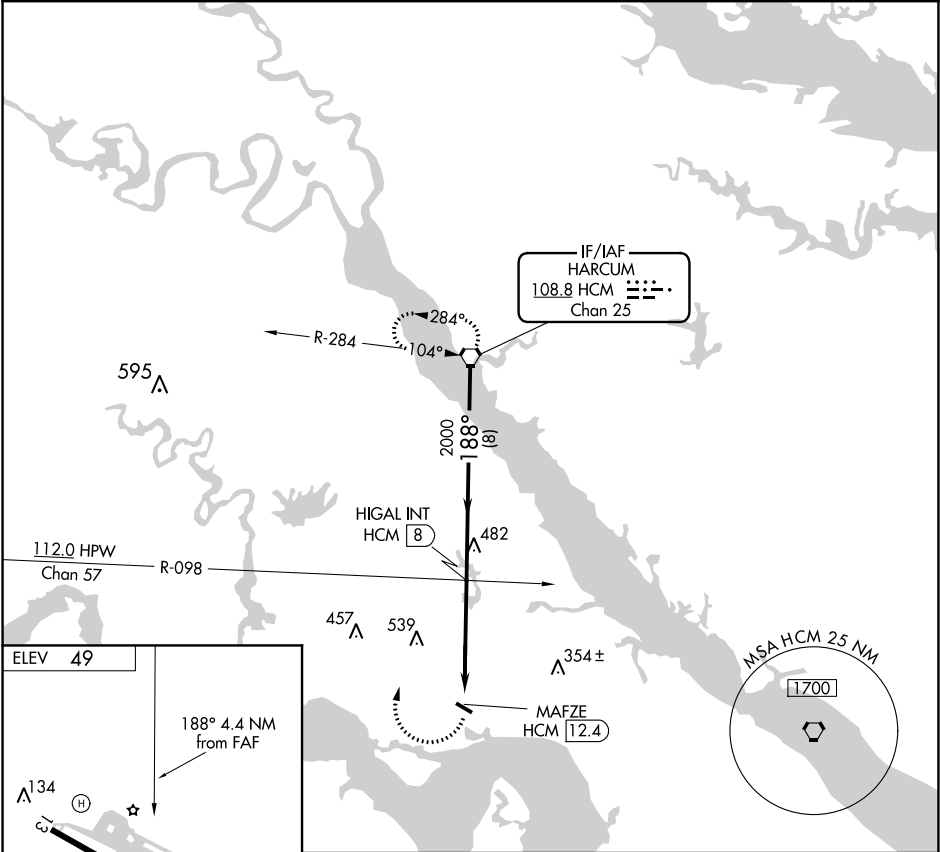 IF/IAF
HARCUM
108.8 HCM
Chan 25
284°
R-284
104°
595
2000
188°
(8)
HIGAL INT
HCM 8
482
112.0 HPW
Chan 57
R-098
457
539
354±
MSA HCM 25 NM
1700
MAFZE
HCM 12.4
ELEV 49
188° 4.4 NM
from FAF
134
H
13